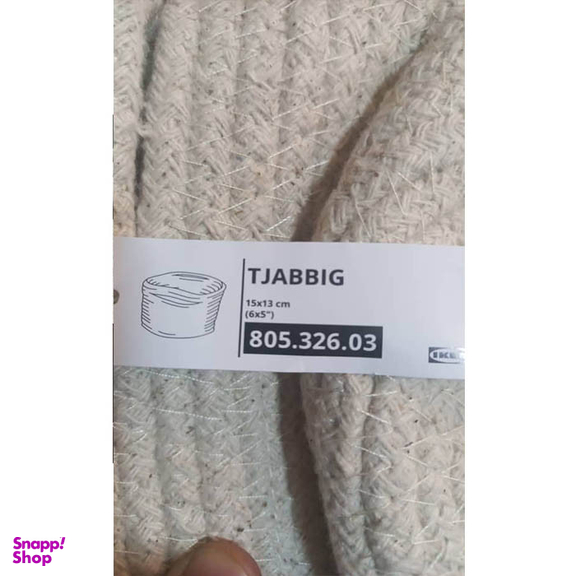 TJABBIG
15x13 cm
(6x5")
805.326.03
IKEA
Snapp!
Shop